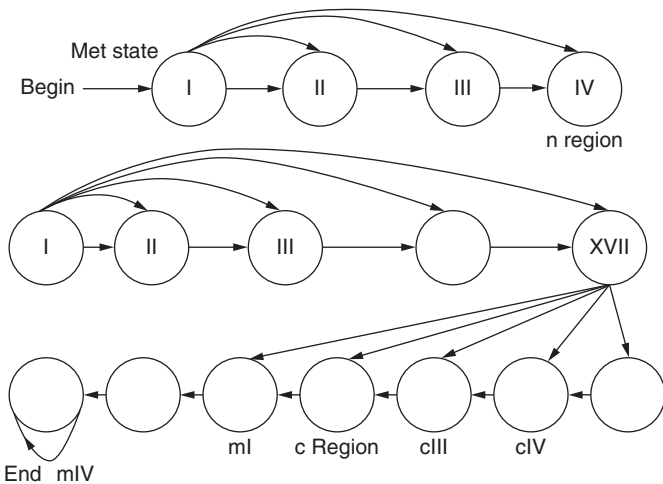 Met state
Begin
I
II
III
IV
n region
I
II
III
XVII
mI
c Region
cIII
cIV
End mIV